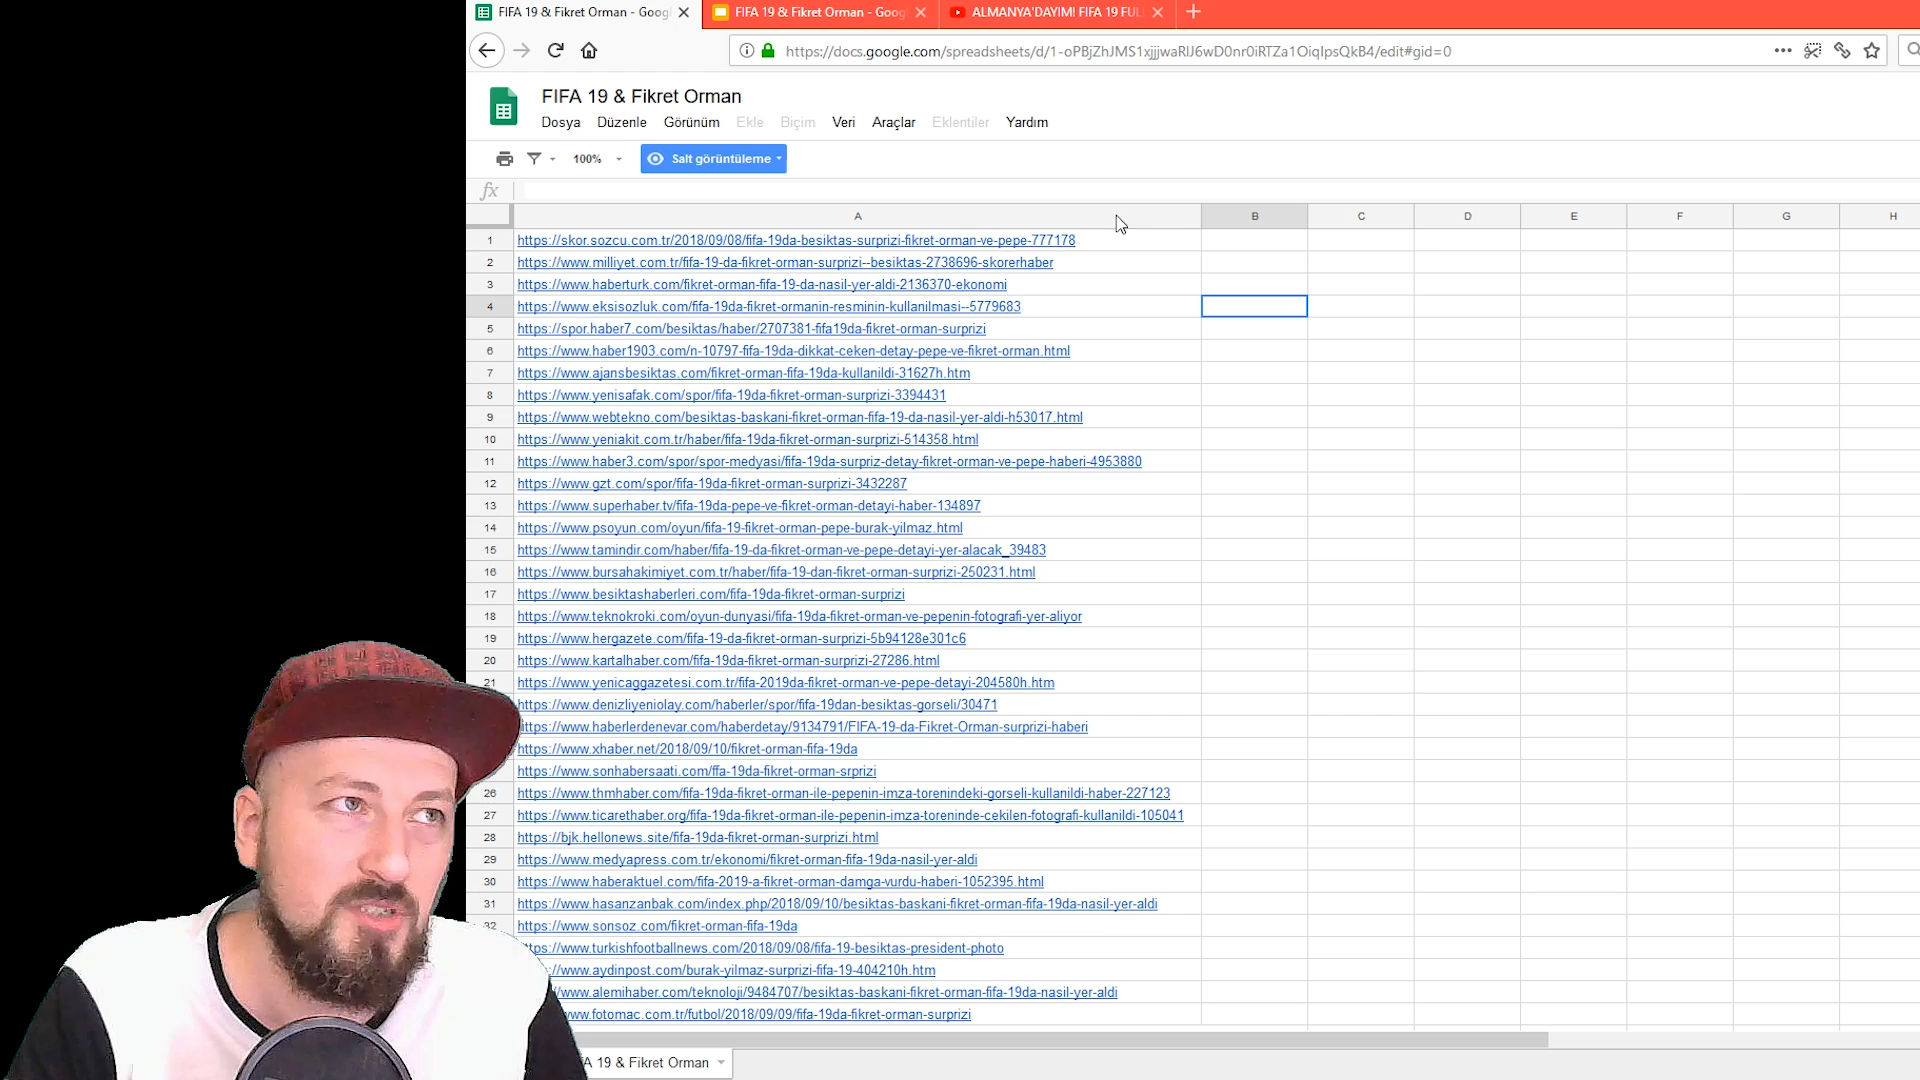 FIFA 19 & Fikret Orman - Goog
FIFA 19 & Fikret Orman - Goog
ALMANYA'DAYIM! FIFA 19 FUL
https://docs.google.com/spreadsheets/d/1-oPBjZhJMS1xjjjwaRlJ6wD0nr0iRTZa1OiqIpsQkB4/edit#gid=0
FIFA 19 & Fikret Orman
Dosya Düzenle Görünüm Ekle Biçim Veri Araçlar Eklentiler Yardım
100% Salt görüntüleme
fx
A B C D E F G H
1 https://skor.sozcu.com.tr/2018/09/08/fifa-19da-besiktas-surprizi-fikret-orman-ve-pepe-777178
2 https://www.milliyet.com.tr/fifa-19-da-fikret-orman-surprizi--besiktas-2738696-skorerhaber
3 https://www.haberturk.com/fikret-orman-fifa-19-da-nasil-yer-aldi-2136370-ekonomi
4 https://www.eksisozluk.com/fifa-19da-fikret-ormanin-resminin-kullanilmasi--5779683
5 https://spor.haber7.com/besiktas/haber/2707381-fifa19da-fikret-orman-surprizi
6 https://www.haber1903.com/n-10797-fifa-19da-dikkat-ceken-detay-pepe-ve-fikret-orman.html
7 https://www.ajansbesiktas.com/fikret-orman-fifa-19da-kullanildi-31627h.htm
8 https://www.yenisafak.com/spor/fifa-19da-fikret-orman-surprizi-3394431
9 https://www.webtekno.com/besiktas-baskani-fikret-orman-fifa-19-da-nasil-yer-aldi-h53017.html
10 https://www.yeniakit.com.tr/haber/fifa-19da-fikret-orman-surprizi-514358.html
11 https://www.haber3.com/spor/spor-medyasi/fifa-19da-surpriz-detay-fikret-orman-ve-pepe-haberi-4953880
12 https://www.gzt.com/spor/fifa-19da-fikret-orman-surprizi-3432287
13 https://www.superhaber.tv/fifa-19da-pepe-ve-fikret-orman-detayi-haber-134897
14 https://www.psoyun.com/oyun/fifa-19-fikret-orman-pepe-burak-yilmaz.html
15 https://www.tamindir.com/haber/fifa-19-da-fikret-orman-ve-pepe-detayi-yer-alacak_39483
16 https://www.bursahakimiyet.com.tr/haber/fifa-19-dan-fikret-orman-surprizi-250231.html
17 https://www.besiktashaberleri.com/fifa-19da-fikret-orman-surprizi
18 https://www.teknokroki.com/oyun-dunyasi/fifa-19da-fikret-orman-ve-pepenin-fotografi-yer-aliyor
19 https://www.hergazete.com/fifa-19-da-fikret-orman-surprizi-5b94128e301c6
20 https://www.kartalhaber.com/fifa-19da-fikret-orman-surprizi-27286.html
21 https://www.yenicaggazetesi.com.tr/fifa-2019da-fikret-orman-ve-pepe-detayi-204580h.htm
https://www.denizliyeniolay.com/haberler/spor/fifa-19dan-besiktas-gorseli/30471
https://www.haberlerdenevar.com/haberdetay/9134791/FIFA-19-da-Fikret-Orman-surprizi-haberi
https://www.xhaber.net/2018/09/10/fikret-orman-fifa-19da
https://www.sonhabersaati.com/ffa-19da-fikret-orman-srprizi
26 https://www.thmhaber.com/fifa-19da-fikret-orman-ile-pepenin-imza-torenindeki-gorseli-kullanildi-haber-227123
27 https://www.ticarethaber.org/fifa-19da-fikret-orman-ile-pepenin-imza-toreninde-cekilen-fotografi-kullanildi-105041
28 https://bjk.hellonews.site/fifa-19da-fikret-orman-surprizi.html
29 https://www.medyapress.com.tr/ekonomi/fikret-orman-fifa-19da-nasil-yer-aldi
30 https://www.haberaktuel.com/fifa-2019-a-fikret-orman-damga-vurdu-haberi-1052395.html
31 https://www.hasanzanbak.com/index.php/2018/09/10/besiktas-baskani-fikret-orman-fifa-19da-nasil-yer-aldi
32 https://www.sonsoz.com/fikret-orman-fifa-19da
tps://www.turkishfootballnews.com/2018/09/08/fifa-19-besiktas-president-photo
://www.aydinpost.com/burak-yilmaz-surprizi-fifa-19-404210h.htm
/www.alemihaber.com/teknoloji/9484707/besiktas-baskani-fikret-orman-fifa-19da-nasil-yer-aldi
www.fotomac.com.tr/futbol/2018/09/09/fifa-19da-fikret-orman-surprizi
A 19 & Fikret Orman